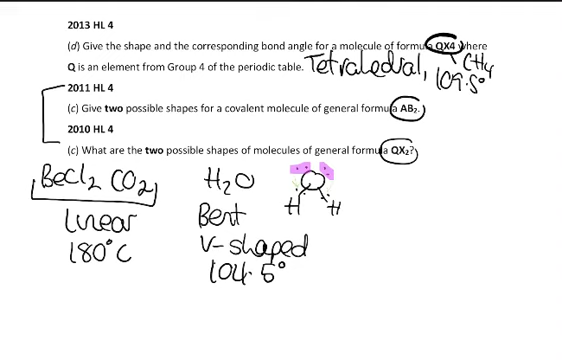 2013 HL 4
(d) Give the shape and the corresponding bond angle for a molecule of formula QX4 where
Q is an element from Group 4 of the periodic table. Tetraledral, CH4
109.5°
2011 HL 4
(c) Give two possible shapes for a covalent molecule of general formula AB₂.
2010 HL 4
(c) What are the two possible shapes of molecules of general formula QX₂?
BeCl2 CO2 H2O O
H H
Linear Bent
180°C V-shaped
104.5°